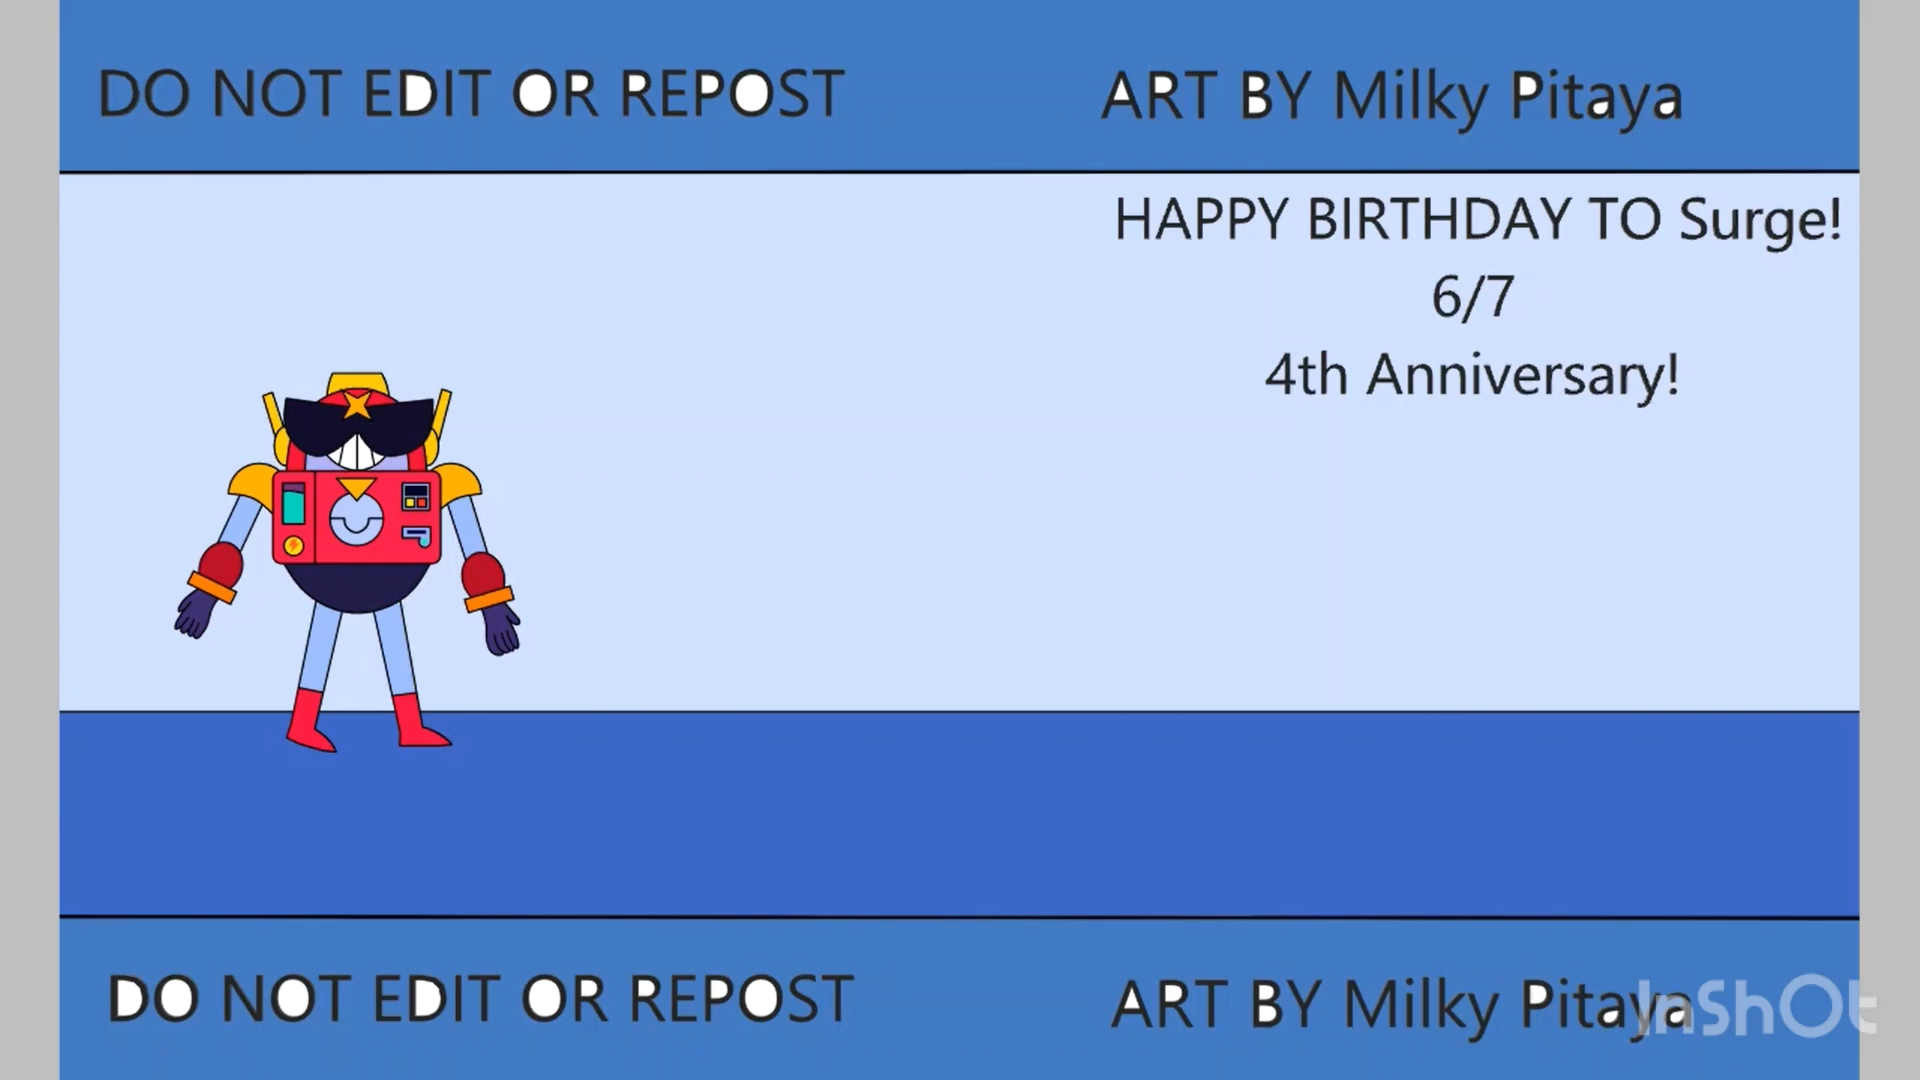 DO NOT EDIT OR REPOST
ART BY Milky Pitaya
HAPPY BIRTHDAY TO Surge!
6/7
4th Anniversary!
DO NOT EDIT OR REPOST
ART BY Milky Pitaya
InShOt